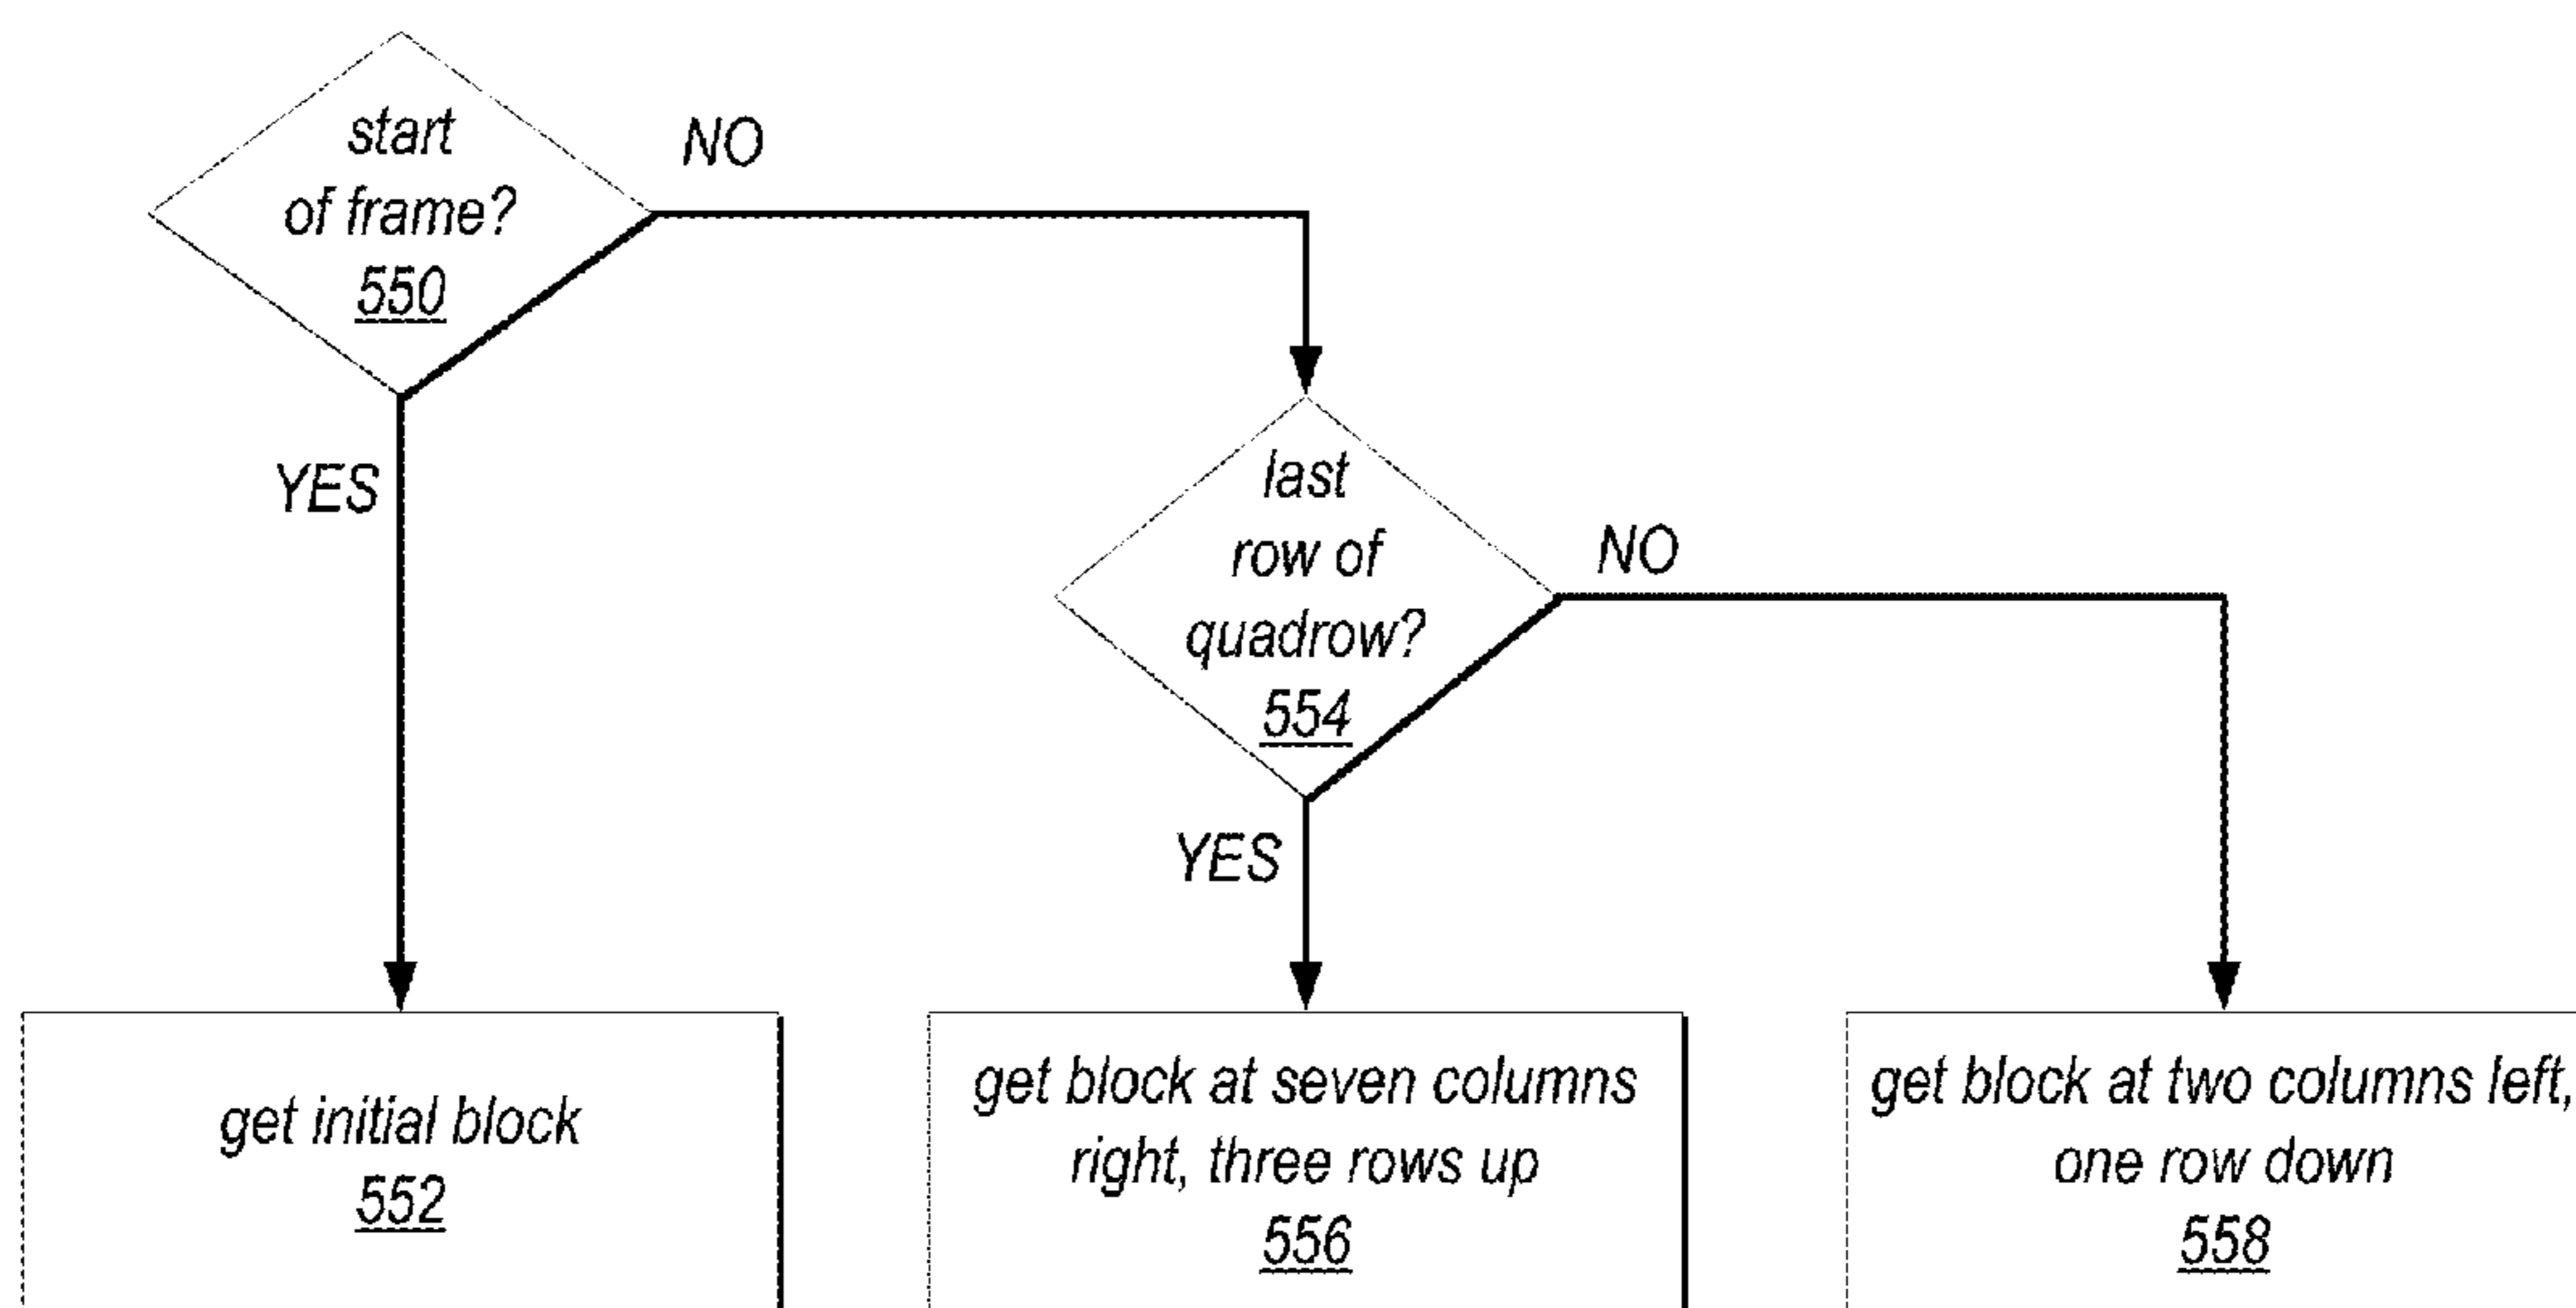 start
of frame?
550
NO
YES
last
row of
quadrow?
554
NO
YES
get initial block
552
get block at seven columns
right, three rows up
556
get block at two columns left,
one row down
558